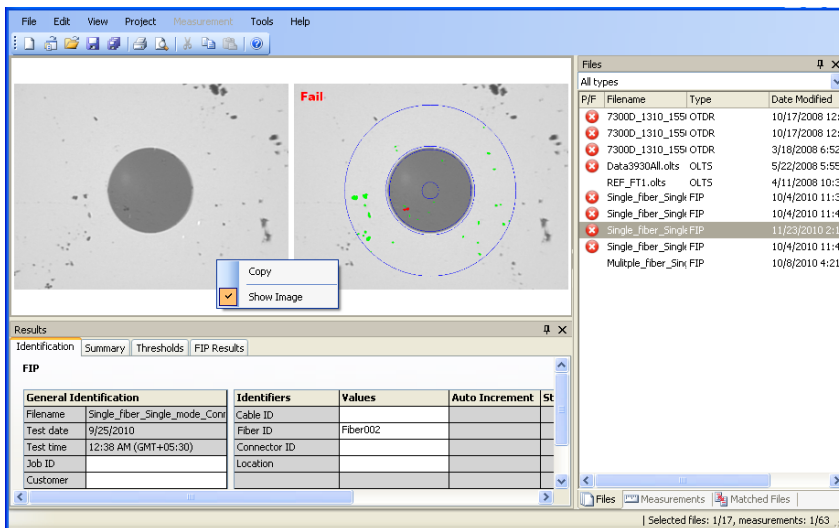 File Edit View Project Measurement Tools Help
Fail
Copy
Show Image
Files
All types
P/F Filename Type Date Modified
7300D_1310_155 OTDR 10/17/2008 12:
7300D_1310_155 OTDR 10/17/2008 12:
7300D_1310_155 OTDR 3/18/2008 6:52
Data3930All.olts OLTS 5/22/2008 5:55
REF_FT1.olts OLTS 4/11/2008 10:3
Single_fiber_Singl FIP 10/4/2010 11:3
Single_fiber_Singl FIP 10/4/2010 11:4
Single_fiber_Singl FIP 11/23/2010 2:1
Single_fiber_Singl FIP 10/4/2010 11:4
Mulitple_fiber_Sin FIP 10/8/2010 4:21
Results
Identification Summary Thresholds FIP Results
FIP
General Identification
Filename Single_fiber_Single_mode_Conr
Test date 9/25/2010
Test time 12:38 AM (GMT+05:30)
Job ID
Customer
Identifiers Values Auto Increment St
Cable ID
Fiber ID Fiber002
Connector ID
Location
Files Measurements Matched Files
Selected files: 1/17, measurements: 1/63